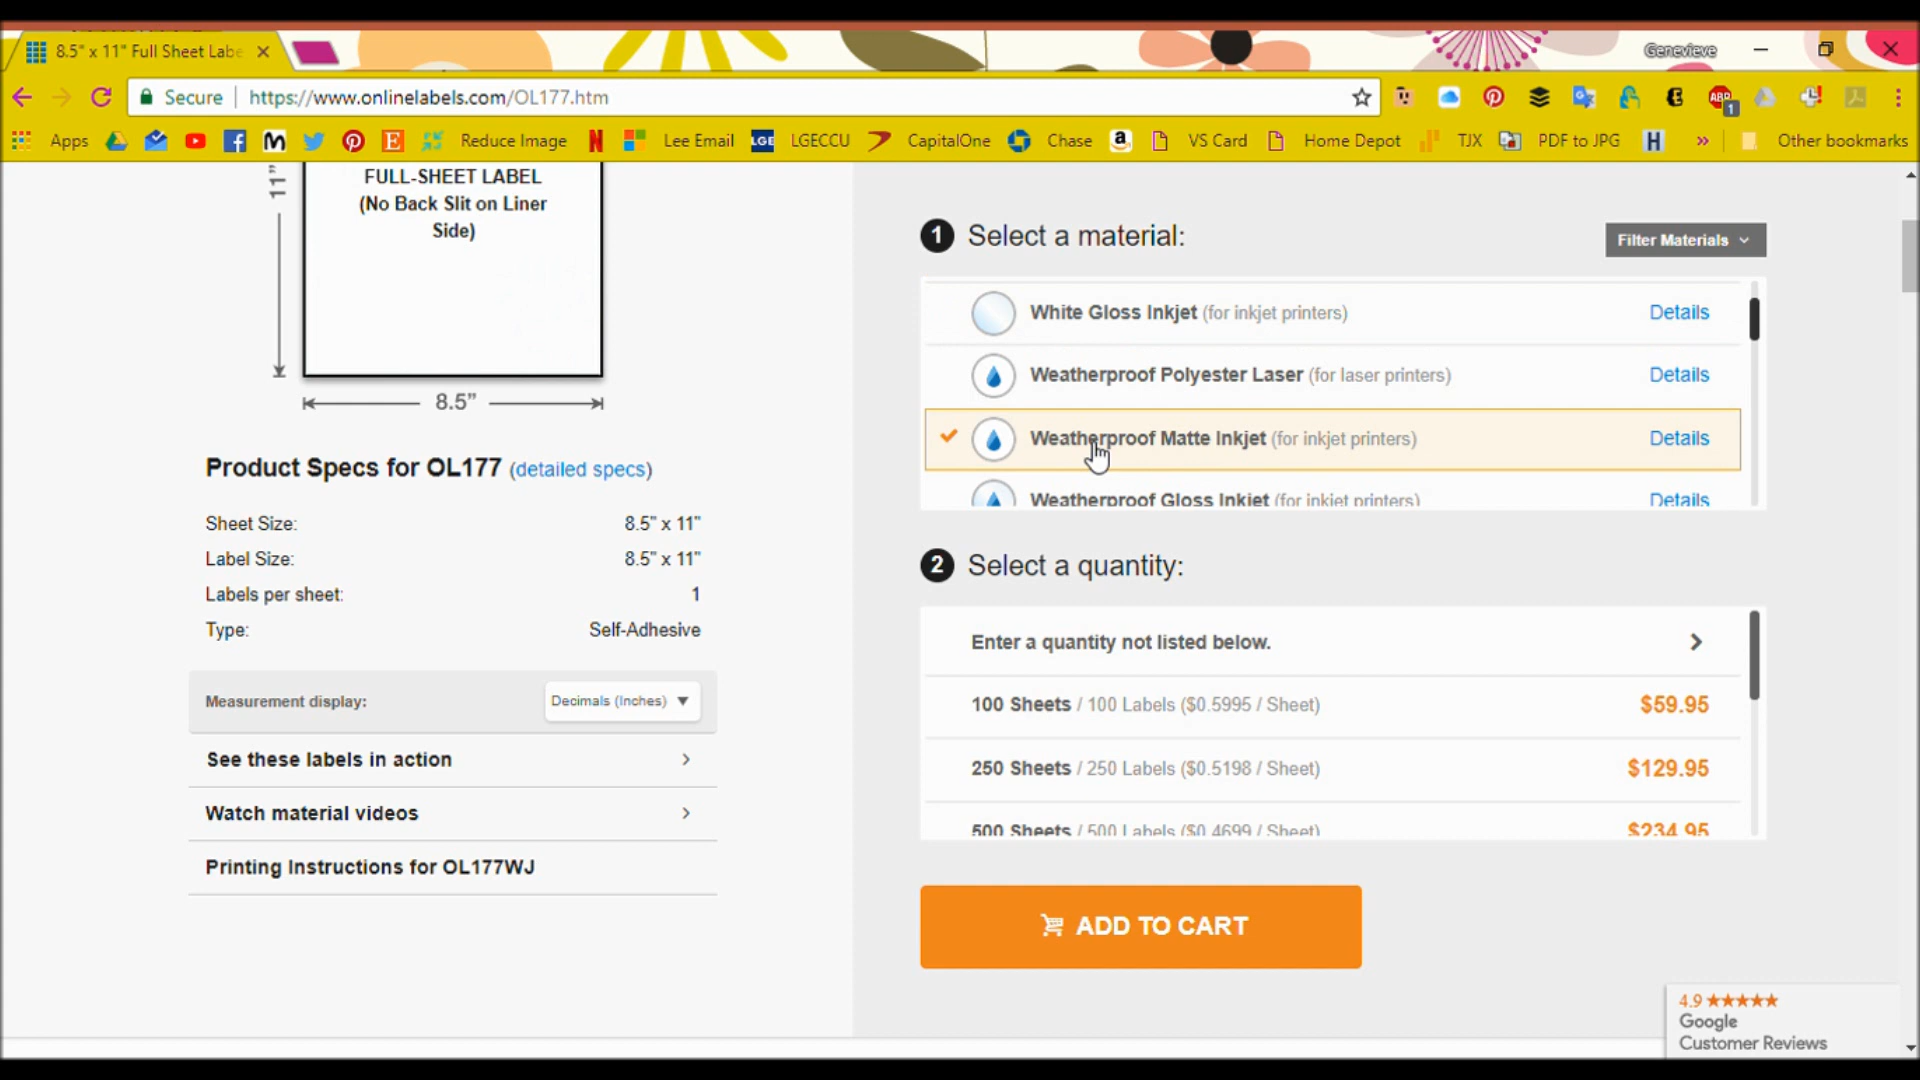 8.5" x 11" Full Sheet Labe
Genevieve
Secure https://www.onlinelabels.com/OL177.htm
ABP 1
Apps Reduce Image Lee Email LGE LGECCU CapitalOne Chase VS Card Home Depot TJX PDF to JPG Other bookmarks
11"
FULL-SHEET LABEL
(No Back Slit on Liner
Side)
8.5"
Product Specs for OL177 (detailed specs)
Sheet Size: 8.5" x 11"
Label Size: 8.5" x 11"
Labels per sheet: 1
Type: Self-Adhesive
Measurement display: Decimals (Inches)
See these labels in action
Watch material videos
Printing Instructions for OL177WJ
1 Select a material:
Filter Materials
White Gloss Inkjet (for inkjet printers) Details
Weatherproof Polyester Laser (for laser printers) Details
Weatherproof Matte Inkjet (for inkjet printers) Details
Weatherproof Gloss Inkjet (for inkjet printers) Details
2 Select a quantity:
Enter a quantity not listed below.
100 Sheets / 100 Labels ($0.5995 / Sheet) $59.95
250 Sheets / 250 Labels ($0.5198 / Sheet) $129.95
500 Sheets / 500 Labels ($0.4699 / Sheet) $234.95
ADD TO CART
4.9 ★★★★★
Google
Customer Reviews